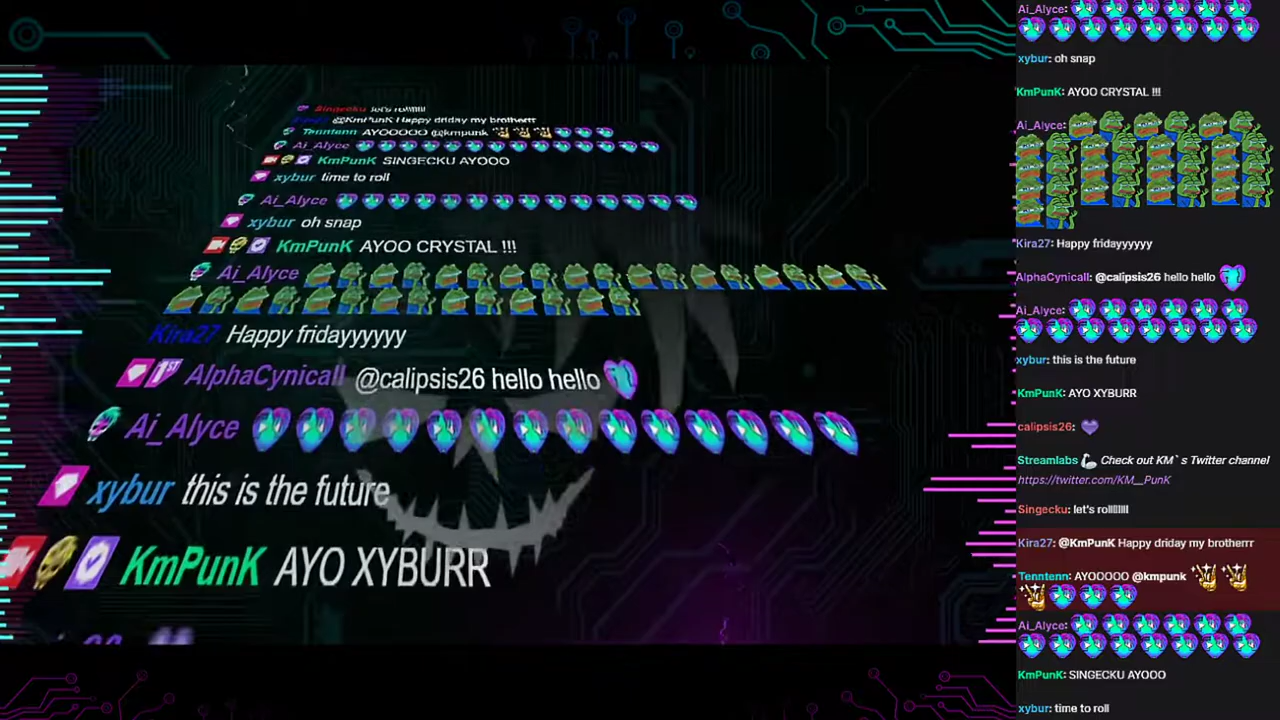 Singecku let's rollllllll
@KmPunK Happy driday my brotherrr
Tenntenn AYOOOOO @kmpunk
Ai_Alyce
KmPunK SINGECKU AYOOO
xybur time to roll
Ai_Alyce
xybur oh snap
KmPunK AYOO CRYSTAL !!!
Ai_Alyce
Kira27 Happy fridayyyyyy
1ST AlphaCynicall @calipsis26 hello hello
Ai_Alyce
xybur this is the future
KmPunK AYO XYBURR
Ai_Alyce:
xybur: oh snap
KmPunK: AYOO CRYSTAL !!!
Ai_Alyce:
Kira27: Happy fridayyyyyy
AlphaCynicall: @calipsis26 hello hello
Ai_Alyce:
xybur: this is the future
KmPunK: AYO XYBURR
calipsis26:
Streamlabs Check out KM`s Twitter channel
https://twitter.com/KM__PunK
Singecku: let's rollllllll
Kira27: @KmPunK Happy driday my brotherrr
Tenntenn: AYOOOOO @kmpunk
Ai_Alyce:
KmPunK: SINGECKU AYOOO
xybur: time to roll